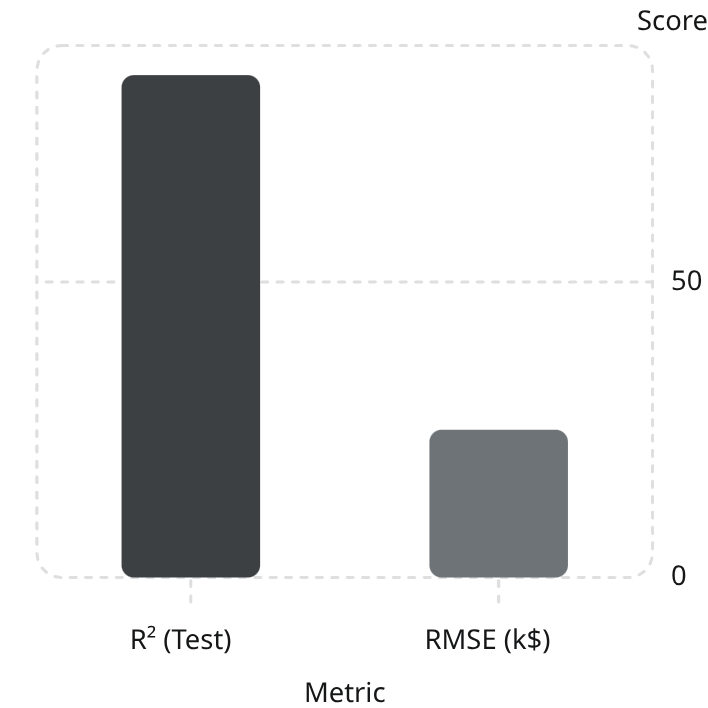 Score
50
0
R² (Test)
RMSE (k$)
Metric